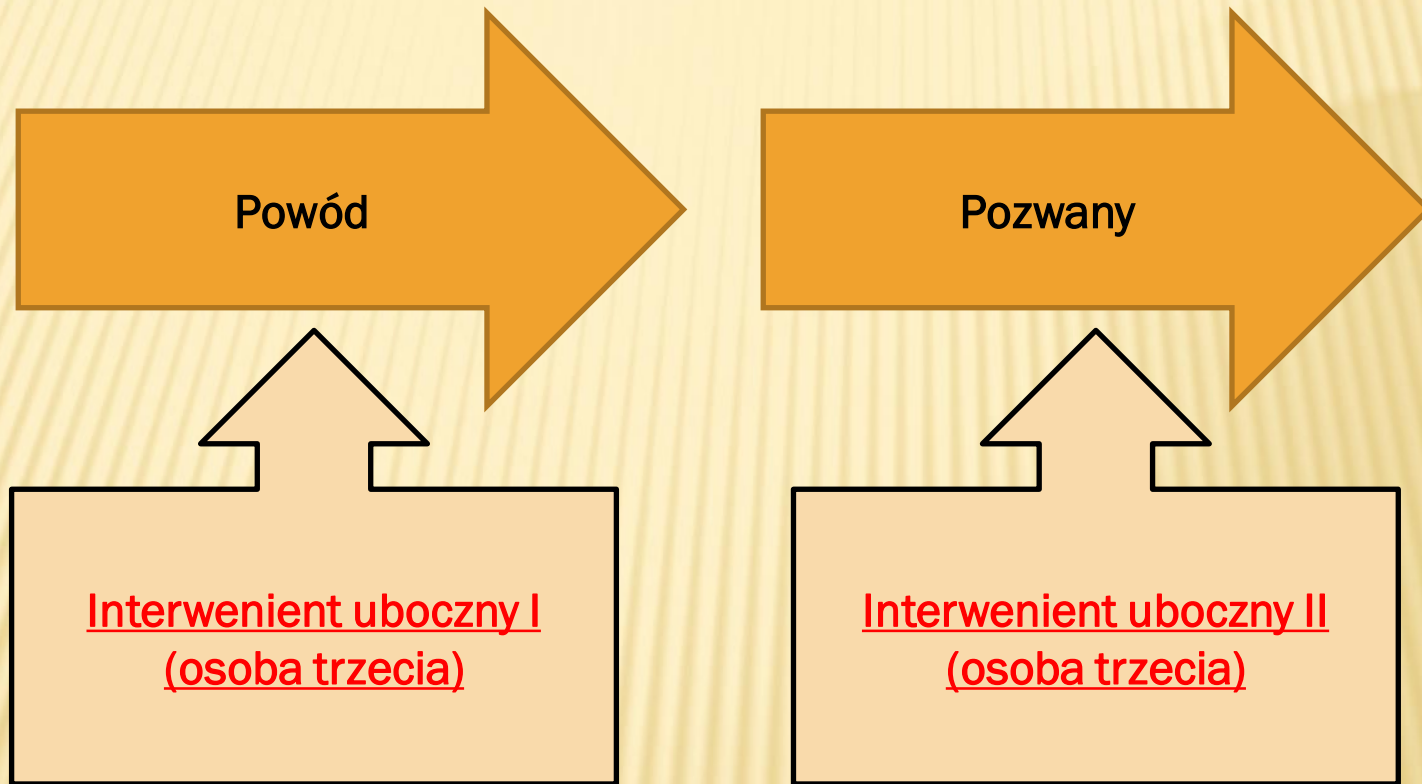 Powód
Pozwany
Interwenient uboczny I
(osoba trzecia)
Interwenient uboczny II
(osoba trzecia)